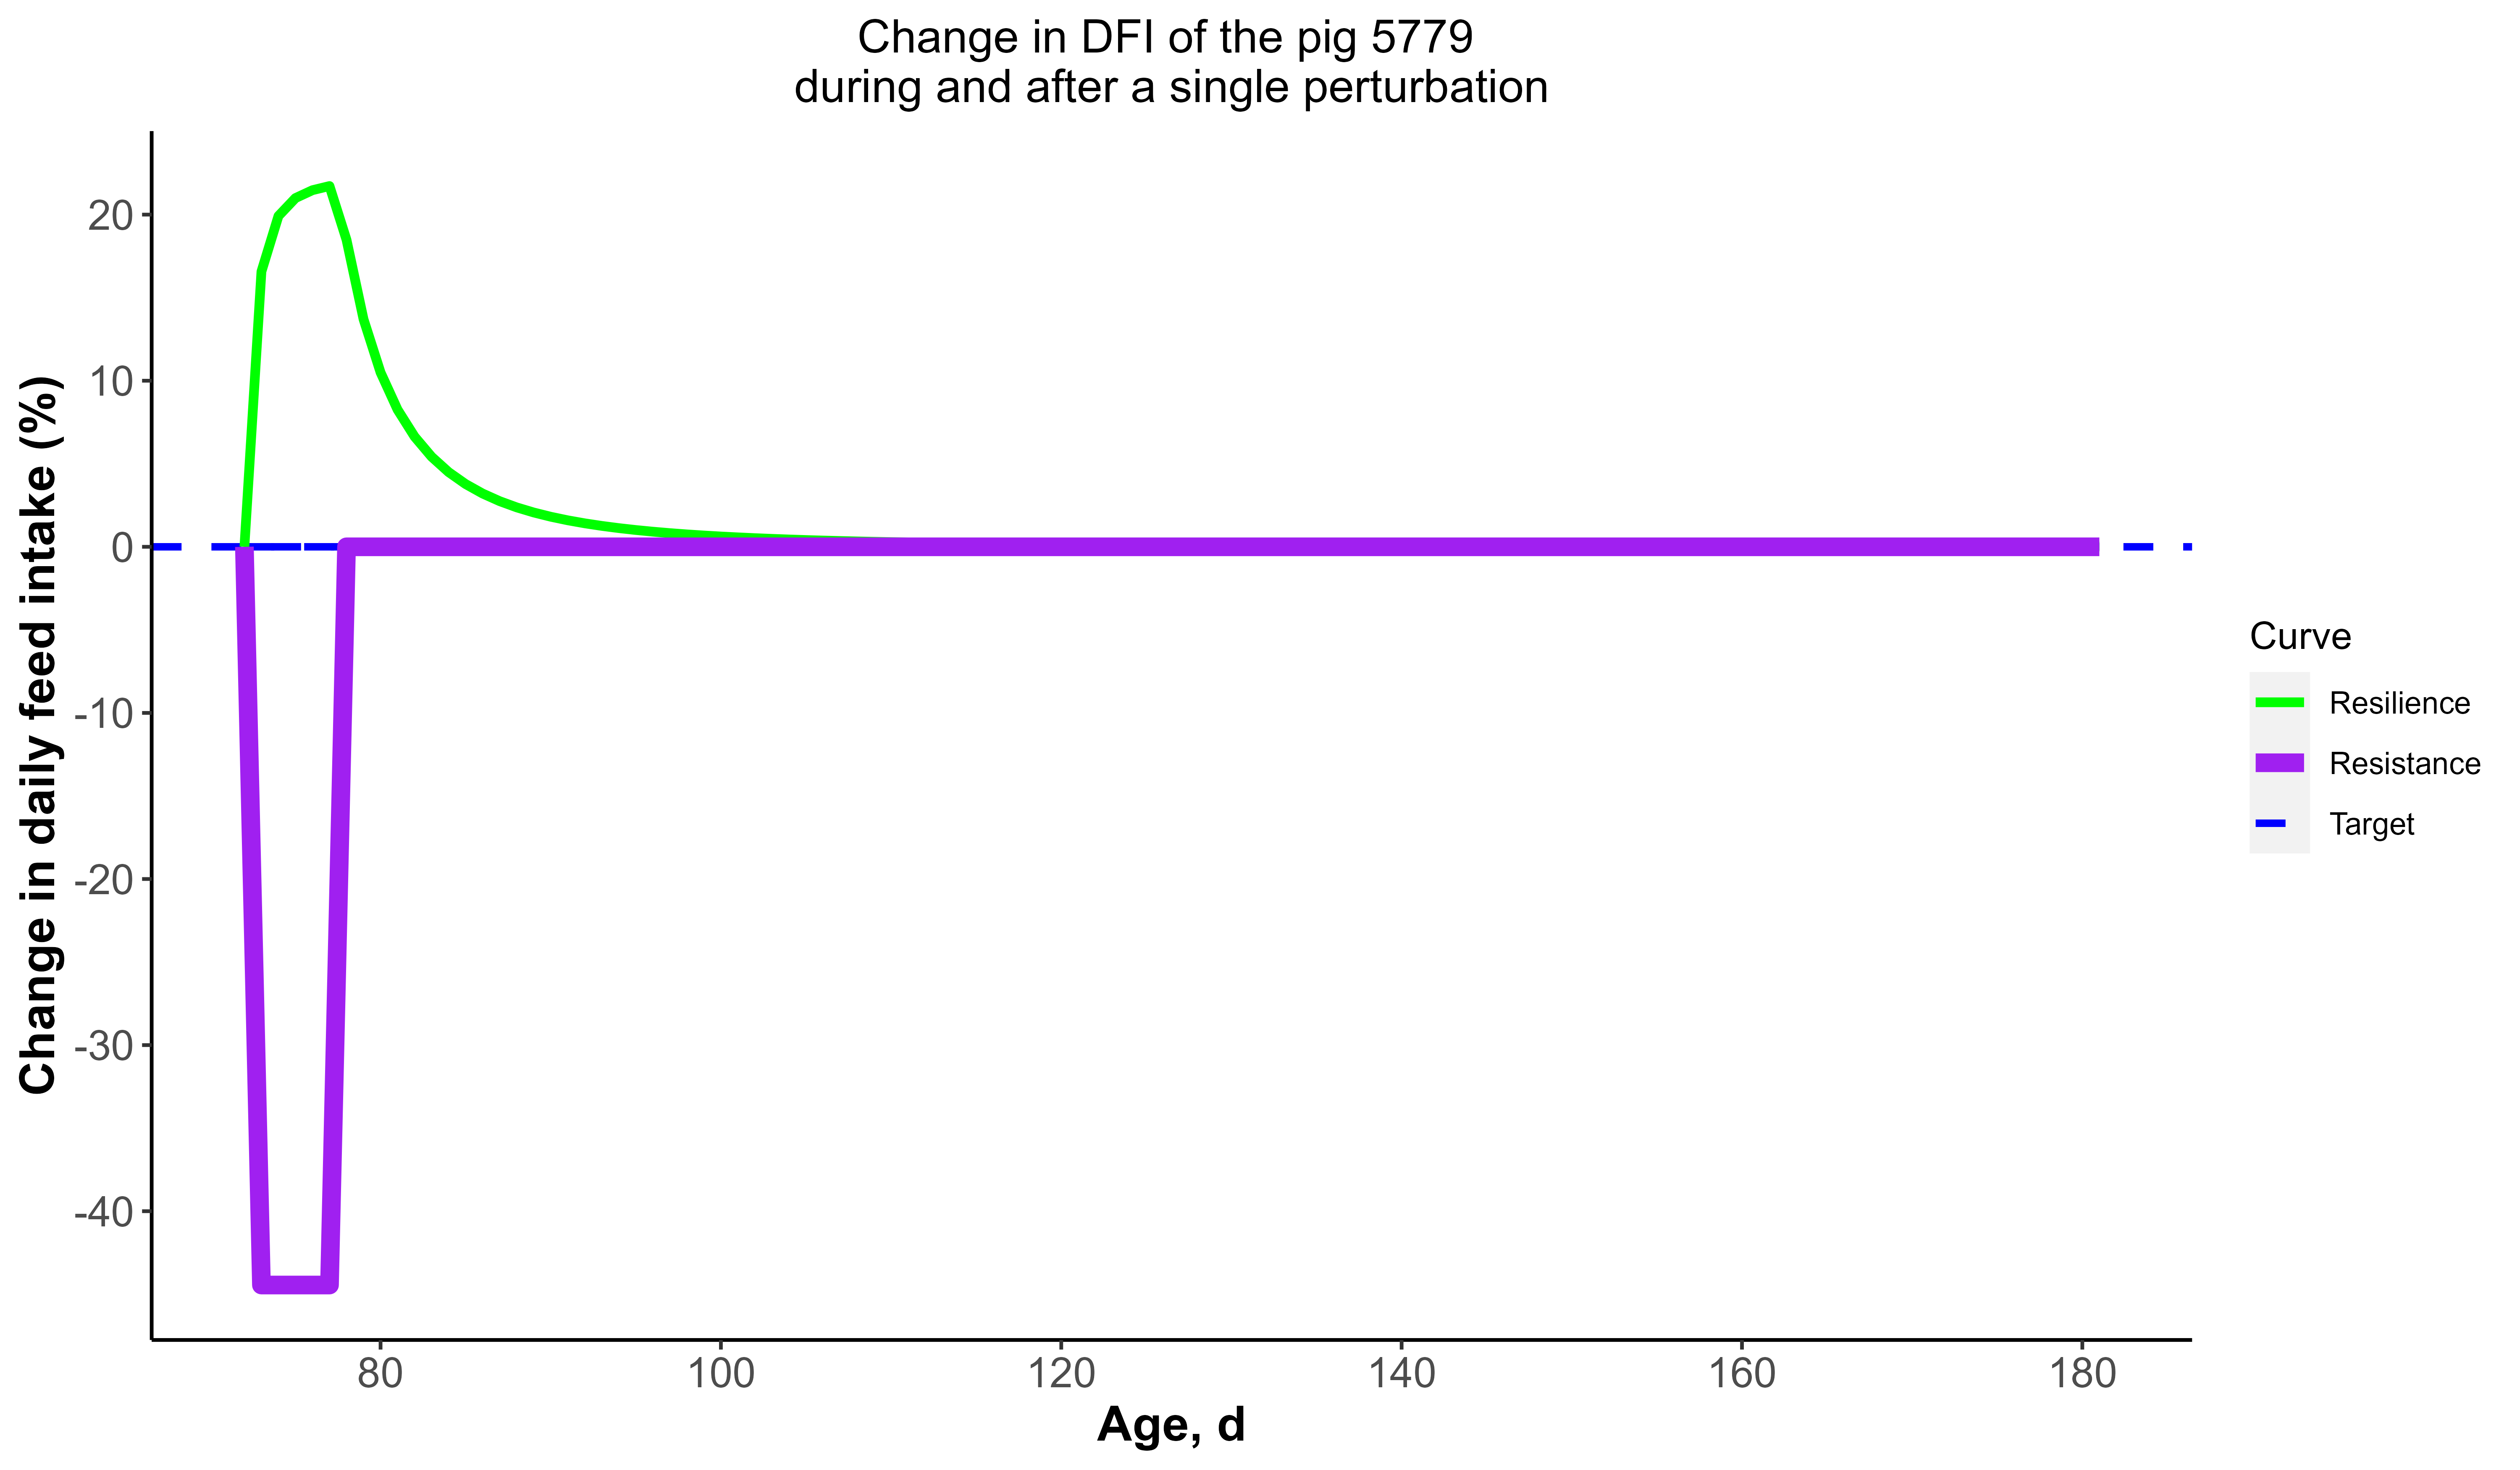 Change in DFI of the pig 5779
during and after a single perturbation
Change in daily feed intake (%)
20
10
0
-10
-20
-30
-40
80
100
120
140
160
180
Age, d
Curve
Resilience
Resistance
Target